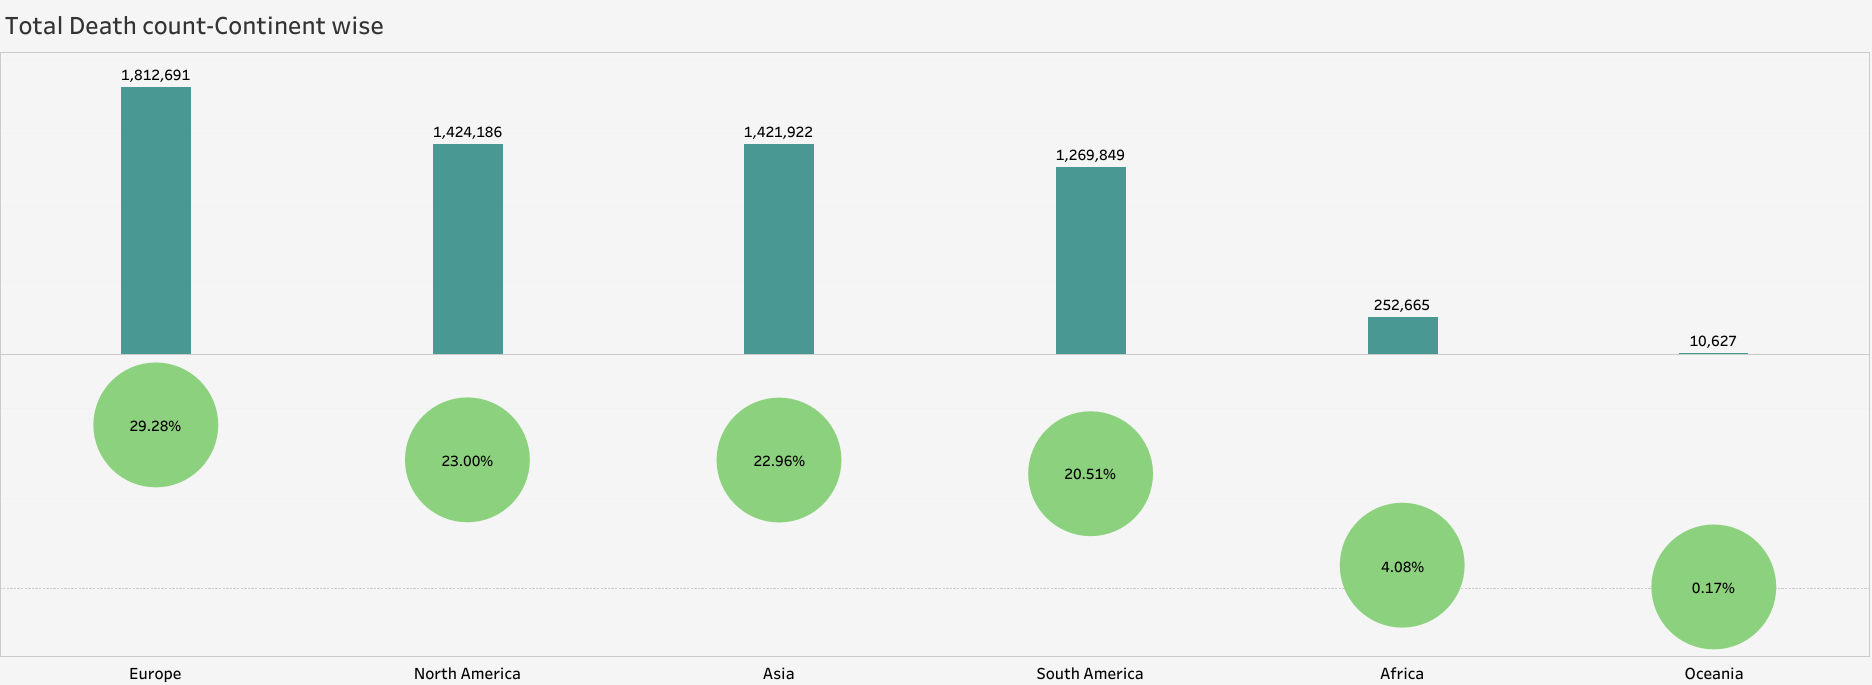 Total Death count-Continent wise
1,812,691
1,424,186
1,421,922
1,269,849
252,665
10,627
29.28%
23.00%
22.96%
20.51%
4.08%
0.17%
Europe
North America
Asia
South America
Africa
Oceania